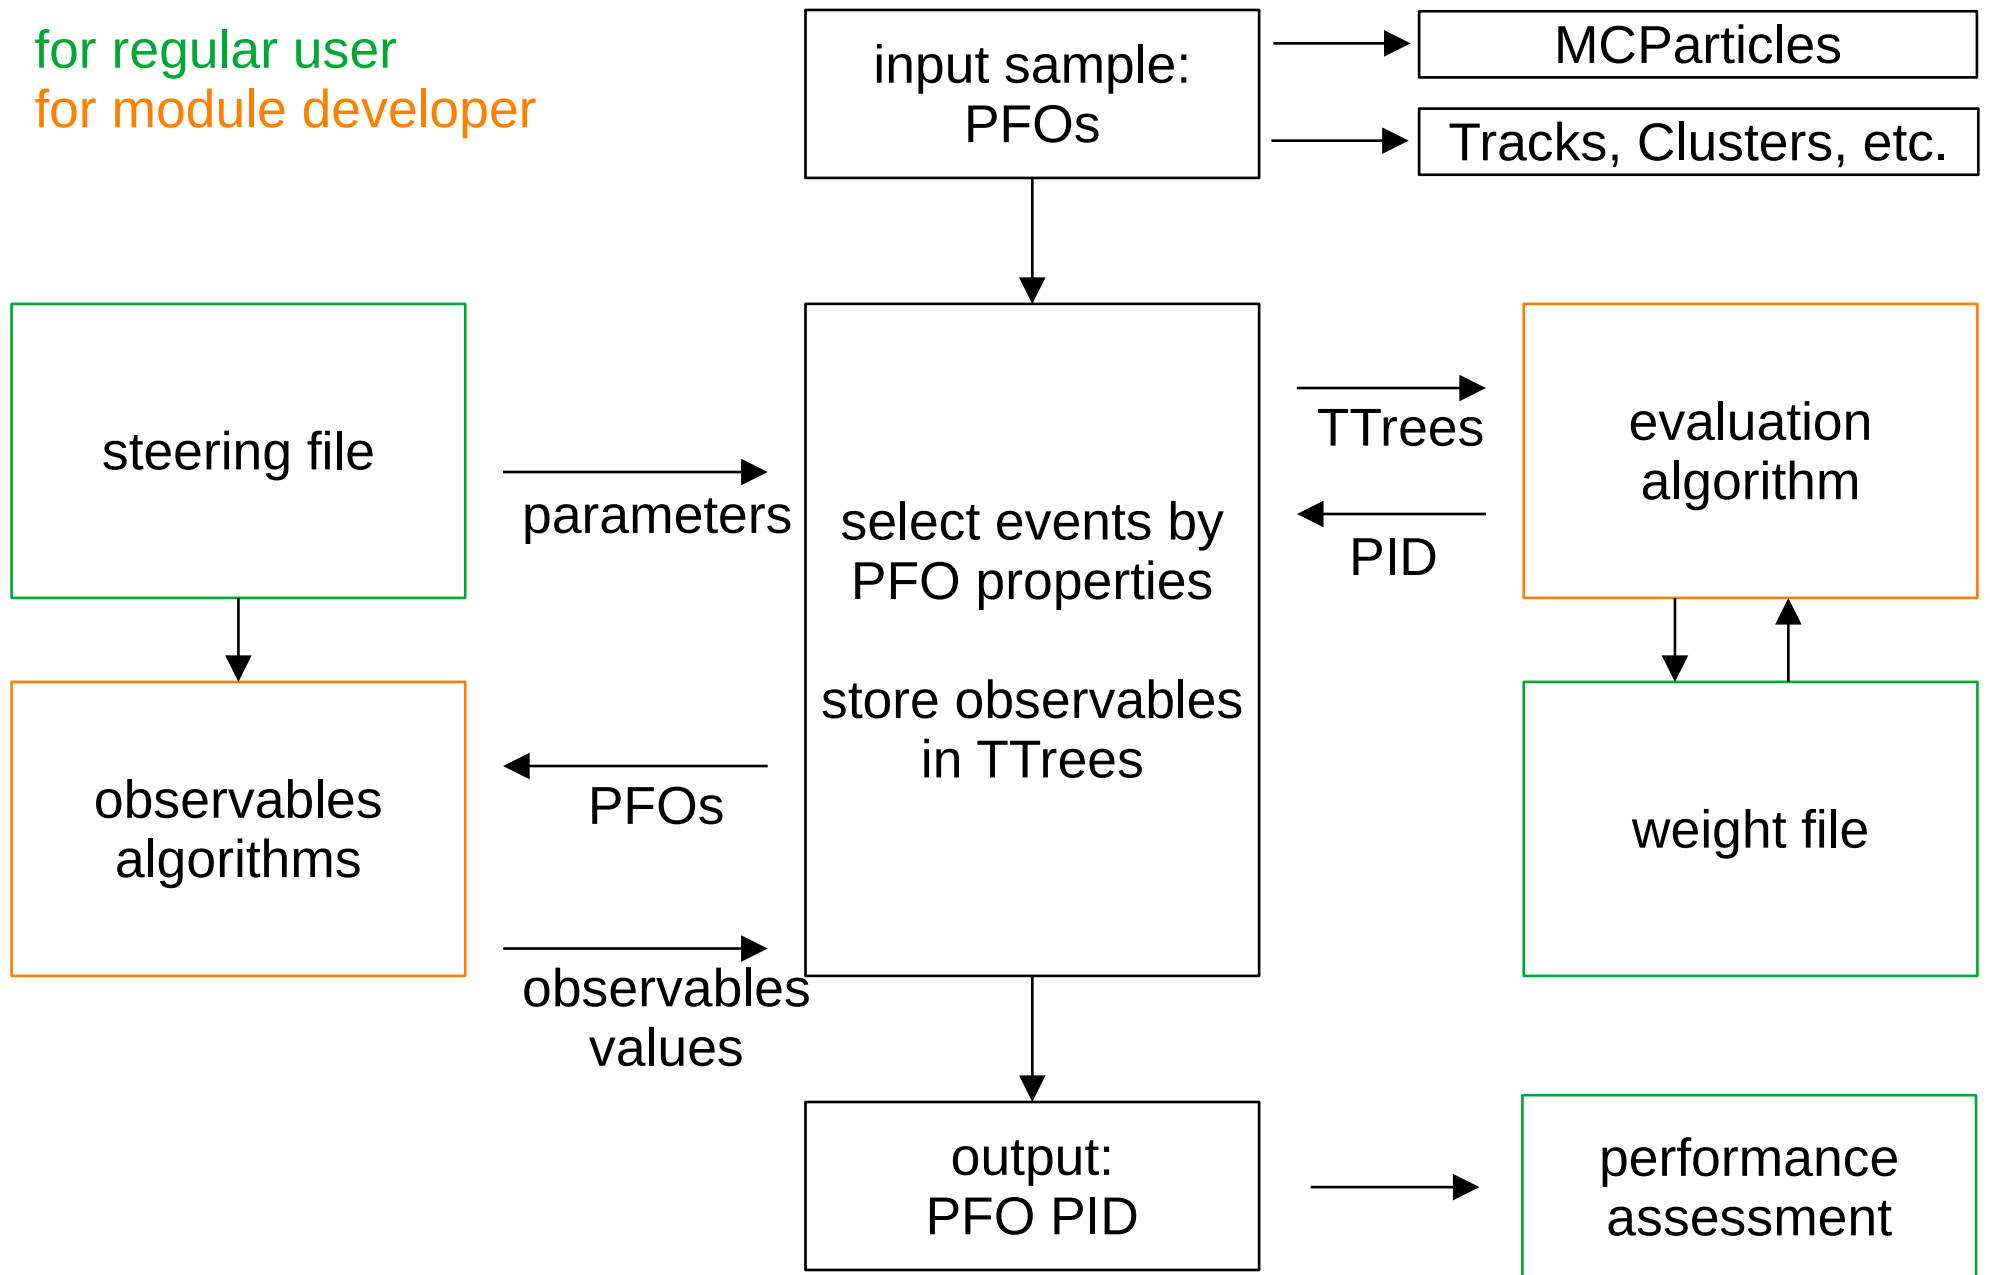 for regular user
for module developer
input sample:
PFOs
MCParticles
Tracks, Clusters, etc.
steering file
parameters
select events by
PFO properties
store observables
in TTrees
TTrees
PID
evaluation
algorithm
observables
algorithms
PFOs
observables
values
weight file
output:
PFO PID
performance
assessment